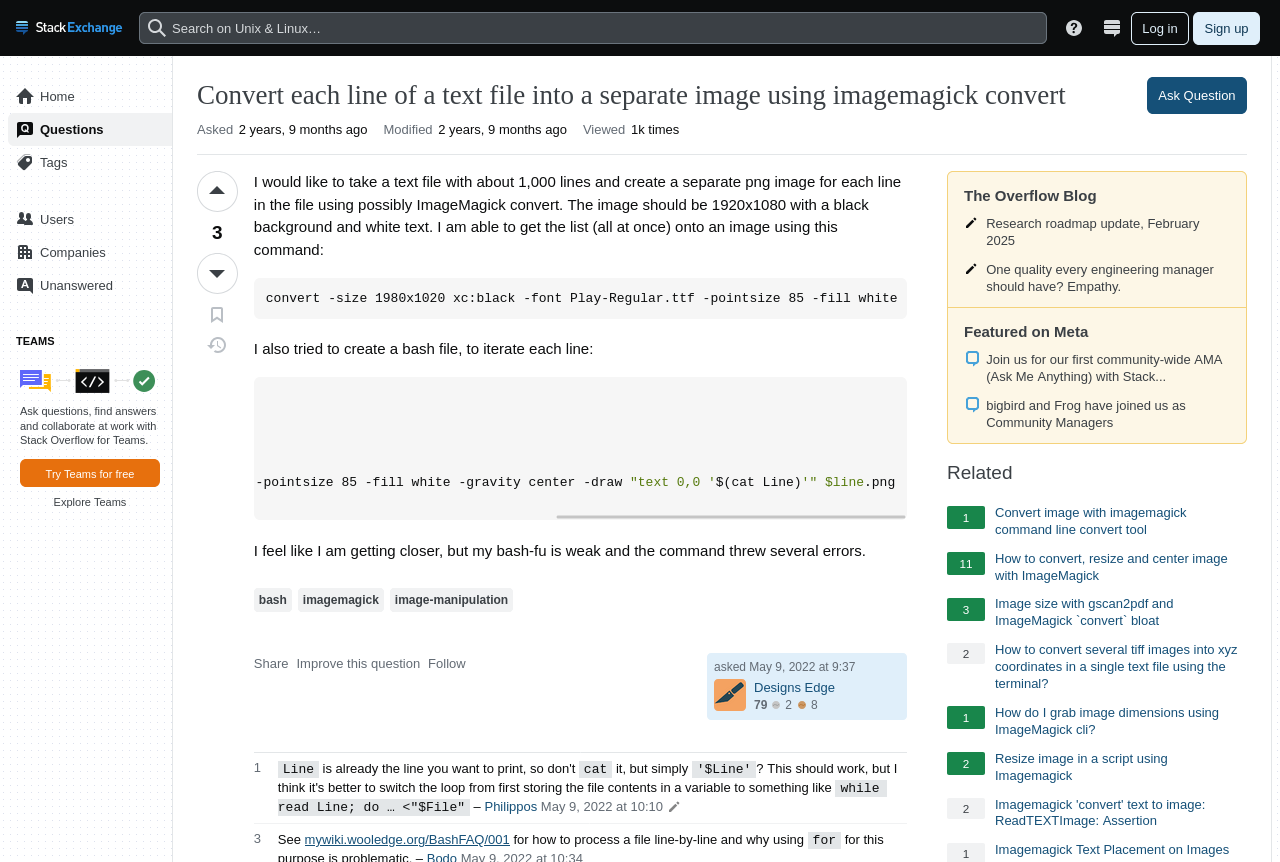 StackExchange
Search on Unix & Linux…
Log in
Sign up
Home
Questions
Tags
Users
Companies
Unanswered
TEAMS
Ask questions, find answers
and collaborate at work with
Stack Overflow for Teams.
Try Teams for free
Explore Teams
Convert each line of a text file into a separate image using imagemagick convert
Ask Question
Asked 2 years, 9 months ago Modified 2 years, 9 months ago Viewed 1k times
3
I would like to take a text file with about 1,000 lines and create a separate png image for each line
in the file using possibly ImageMagick convert. The image should be 1920x1080 with a black
background and white text. I am able to get the list (all at once) onto an image using this
command:
convert -size 1980x1020 xc:black -font Play-Regular.ttf -pointsize 85 -fill white
I also tried to create a bash file, to iterate each line:
-pointsize 85 -fill white -gravity center -draw "text 0,0 '$(cat Line)'" $line.png
I feel like I am getting closer, but my bash-fu is weak and the command threw several errors.
bash imagemagick image-manipulation
Share Improve this question Follow
asked May 9, 2022 at 9:37
Designs Edge
79 2 8
1 Line is already the line you want to print, so don't cat it, but simply '$Line'? This should work, but I
think it's better to switch the loop from first storing the file contents in a variable to something like while
read Line; do … <"$File" – Philippos May 9, 2022 at 10:10
3 See mywiki.wooledge.org/BashFAQ/001 for how to process a file line-by-line and why using for for this
purpose is problematic. – Bodo May 9, 2022 at 10:34
The Overflow Blog
Research roadmap update, February
2025
One quality every engineering manager
should have? Empathy.
Featured on Meta
Join us for our first community-wide AMA
(Ask Me Anything) with Stack...
bigbird and Frog have joined us as
Community Managers
Related
1 Convert image with imagemagick
command line convert tool
11 How to convert, resize and center image
with ImageMagick
3 Image size with gscan2pdf and
ImageMagick `convert` bloat
2 How to convert several tiff images into xyz
coordinates in a single text file using the
terminal?
1 How do I grab image dimensions using
ImageMagick cli?
2 Resize image in a script using
Imagemagick
2 Imagemagick 'convert' text to image:
ReadTEXTImage: Assertion
1 Imagemagick Text Placement on Images